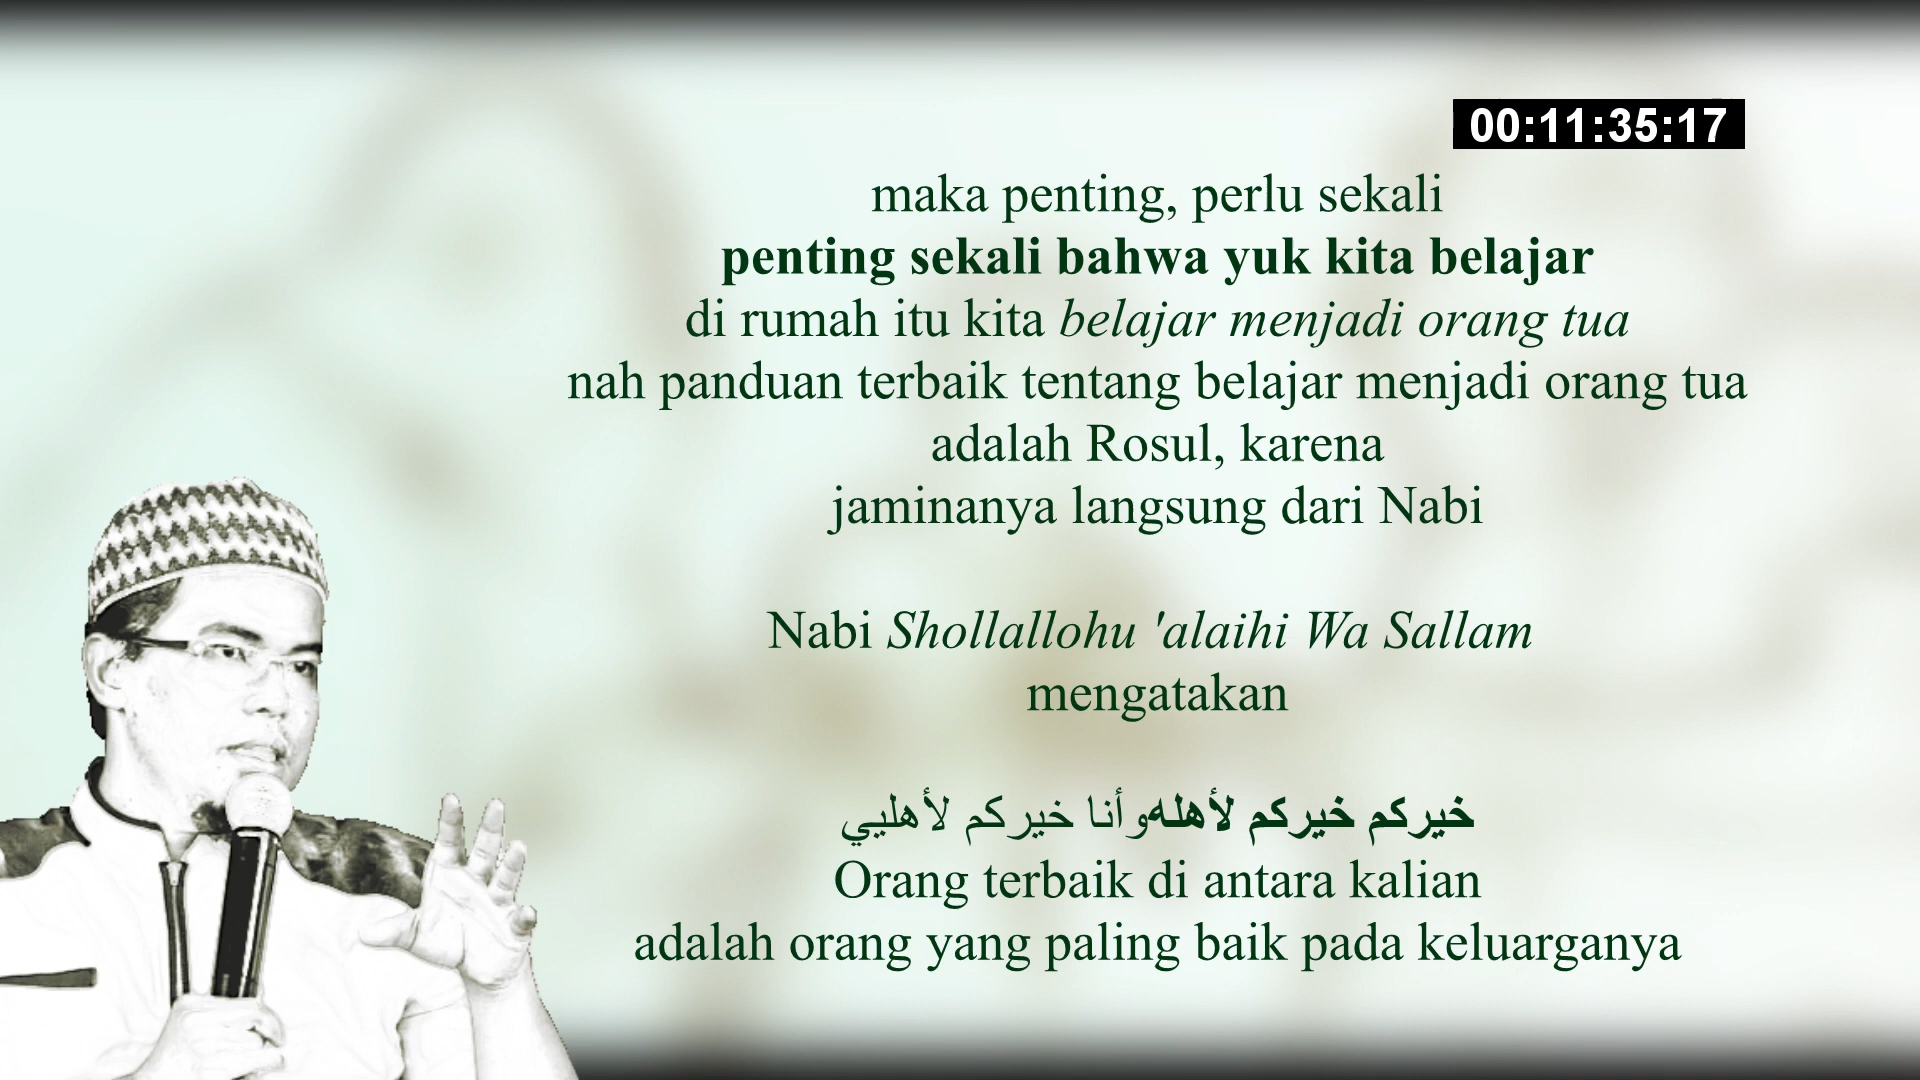 00:11:35:17
maka penting, perlu sekali
penting sekali bahwa yuk kita belajar
di rumah itu kita belajar menjadi orang tua
nah panduan terbaik tentang belajar menjadi orang tua
adalah Rosul, karena
jaminanya langsung dari Nabi
Nabi Shollallohu 'alaihi Wa Sallam
mengatakan
خيركم خيركم لأهله وأنا خيركم لأهليي
Orang terbaik di antara kalian
adalah orang yang paling baik pada keluarganya